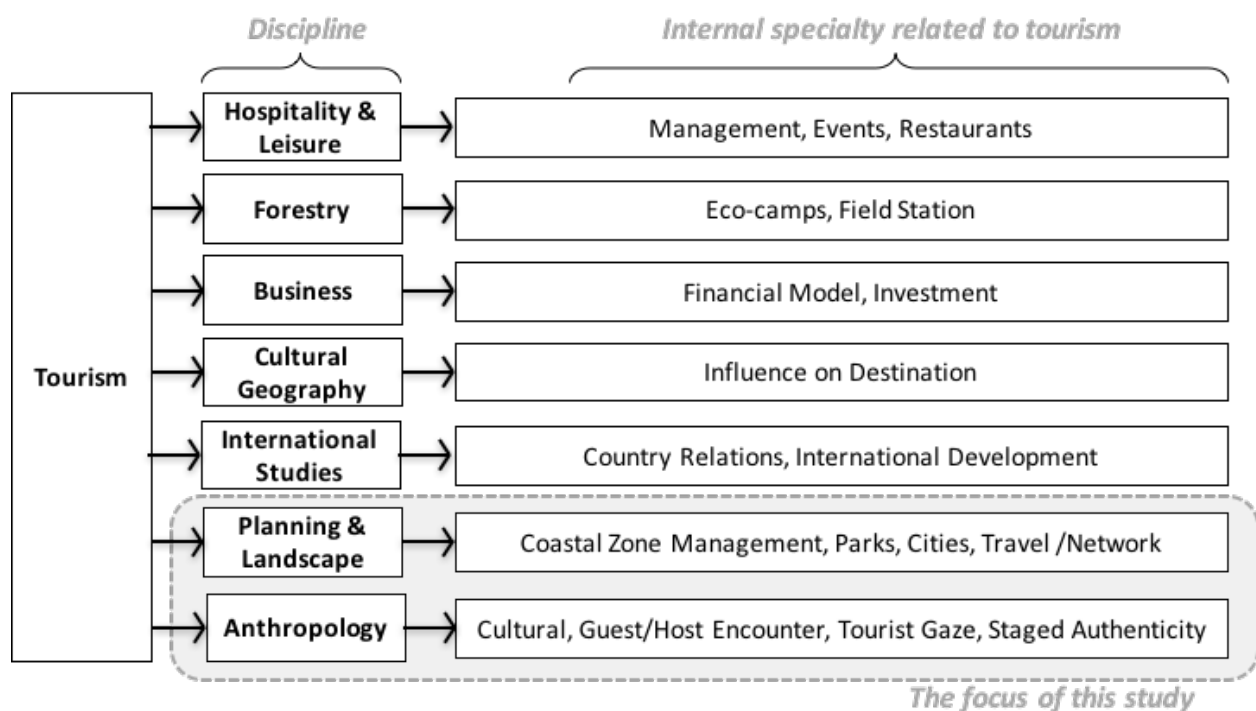 Discipline
Internal specialty related to tourism
Tourism
Hospitality &
Leisure
Management, Events, Restaurants
Forestry
Eco-camps, Field Station
Business
Financial Model, Investment
Cultural
Geography
Influence on Destination
International
Studies
Country Relations, International Development
Planning &
Landscape
Coastal Zone Management, Parks, Cities, Travel /Network
Anthropology
Cultural, Guest/Host Encounter, Tourist Gaze, Staged Authenticity
The focus of this study